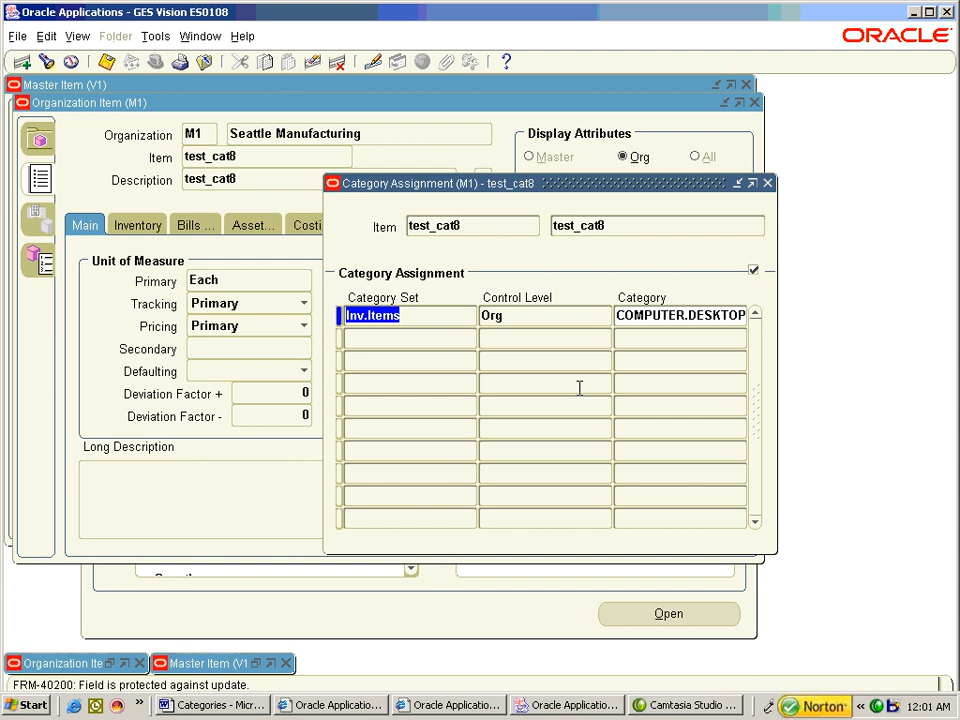 Oracle Applications - GES Vision ES0108
File Edit View Folder Tools Window Help
ORACLE
Master Item (V1)
Organization Item (M1)
Organization M1 Seattle Manufacturing
Display Attributes
Item test_cat8
Master Org All
Description test_cat8
Category Assignment (M1) - test_cat8
Main Inventory Bills ... Asset... Costi
Item test_cat8 test_cat8
Unit of Measure
Category Assignment
Primary Each
Category Set Control Level Category
Tracking Primary
Inv.Items Org COMPUTER.DESKTOP
Pricing Primary
Secondary
Defaulting
Deviation Factor + 0
Deviation Factor - 0
Long Description
Open
Organization Ite Master Item (V1
FRM-40200: Field is protected against update.
Start » Categories - Micr... Oracle Applicatio... Oracle Applicatio... Oracle Applicatio... Camtasia Studio ... Norton™ « 12:01 AM